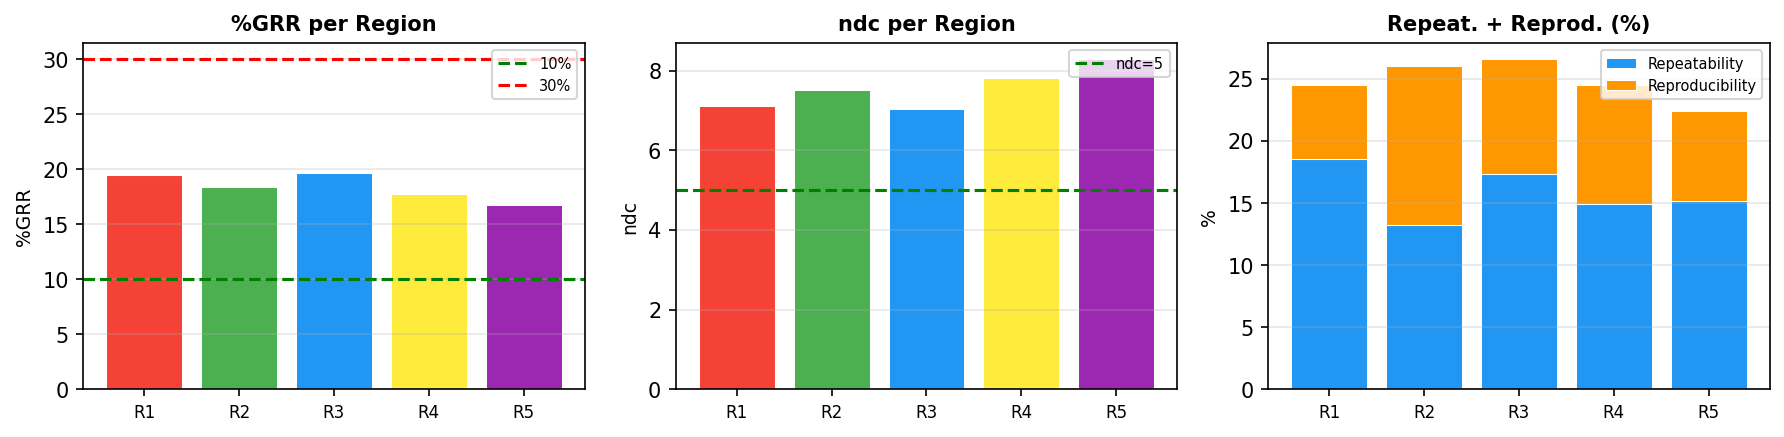 %GRR per Region
10%
30%
%GRR
30
25
20
15
10
5
0
R1 R2 R3 R4 R5
ndc per Region
ndc=5
ndc
8
6
4
2
0
R1 R2 R3 R4 R5
Repeat. + Reprod. (%)
Repeatability
Reproducibility
%
25
20
15
10
5
0
R1 R2 R3 R4 R5